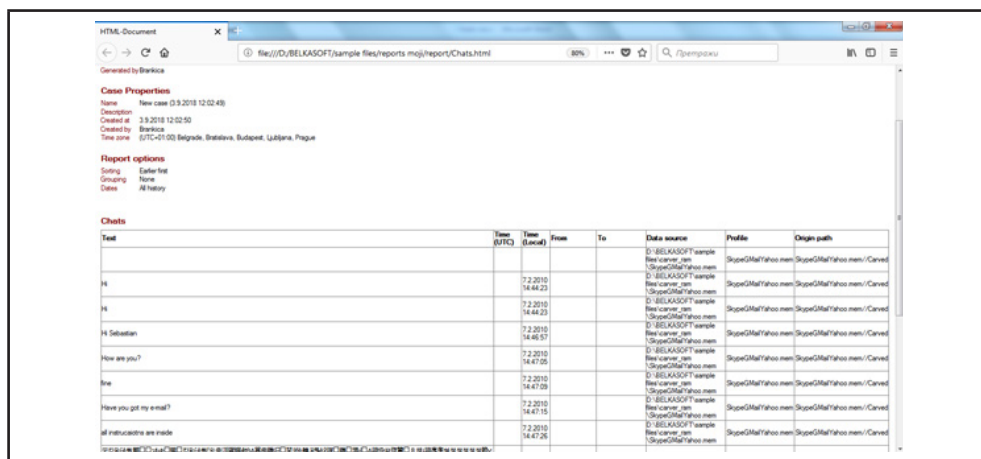 HTML-Document
file:///D:/BELKASOFT/sample files/reports moji/report/Chats.html
80%
Претражи
Generated by Brankica
Case Properties
Name New case (3.9.2018 12:02:49)
Description
Created at 3.9.2018 12:02:50
Created by Brankica
Time zone (UTC+01:00) Belgrade, Bratislava, Budapest, Ljubljana, Prague
Report options
Sorting Earlier first
Grouping None
Dates All history
Chats
Text Time (UTC) Time (Local) From To Data source Profile Origin path
D:\BELKASOFT\sample
files\carver_ram
\SkypeGMailYahoo.mem SkypeGMailYahoo.mem SkypeGMailYahoo.mem//Carved
Hi 7.2.2010 14:44:23 D:\BELKASOFT\sample
files\carver_ram
\SkypeGMailYahoo.mem SkypeGMailYahoo.mem SkypeGMailYahoo.mem//Carved
Hi 7.2.2010 14:44:23 D:\BELKASOFT\sample
files\carver_ram
\SkypeGMailYahoo.mem SkypeGMailYahoo.mem SkypeGMailYahoo.mem//Carved
Hi Sebastian 7.2.2010 14:46:57 D:\BELKASOFT\sample
files\carver_ram
\SkypeGMailYahoo.mem SkypeGMailYahoo.mem SkypeGMailYahoo.mem//Carved
How are you? 7.2.2010 14:47:05 D:\BELKASOFT\sample
files\carver_ram
\SkypeGMailYahoo.mem SkypeGMailYahoo.mem SkypeGMailYahoo.mem//Carved
fine 7.2.2010 14:47:09 D:\BELKASOFT\sample
files\carver_ram
\SkypeGMailYahoo.mem SkypeGMailYahoo.mem SkypeGMailYahoo.mem//Carved
Have you got my e-mail? 7.2.2010 14:47:15 D:\BELKASOFT\sample
files\carver_ram
\SkypeGMailYahoo.mem SkypeGMailYahoo.mem SkypeGMailYahoo.mem//Carved
all instrucaiotns are inside 7.2.2010 14:47:26 D:\BELKASOFT\sample
files\carver_ram
\SkypeGMailYahoo.mem SkypeGMailYahoo.mem SkypeGMailYahoo.mem//Carved